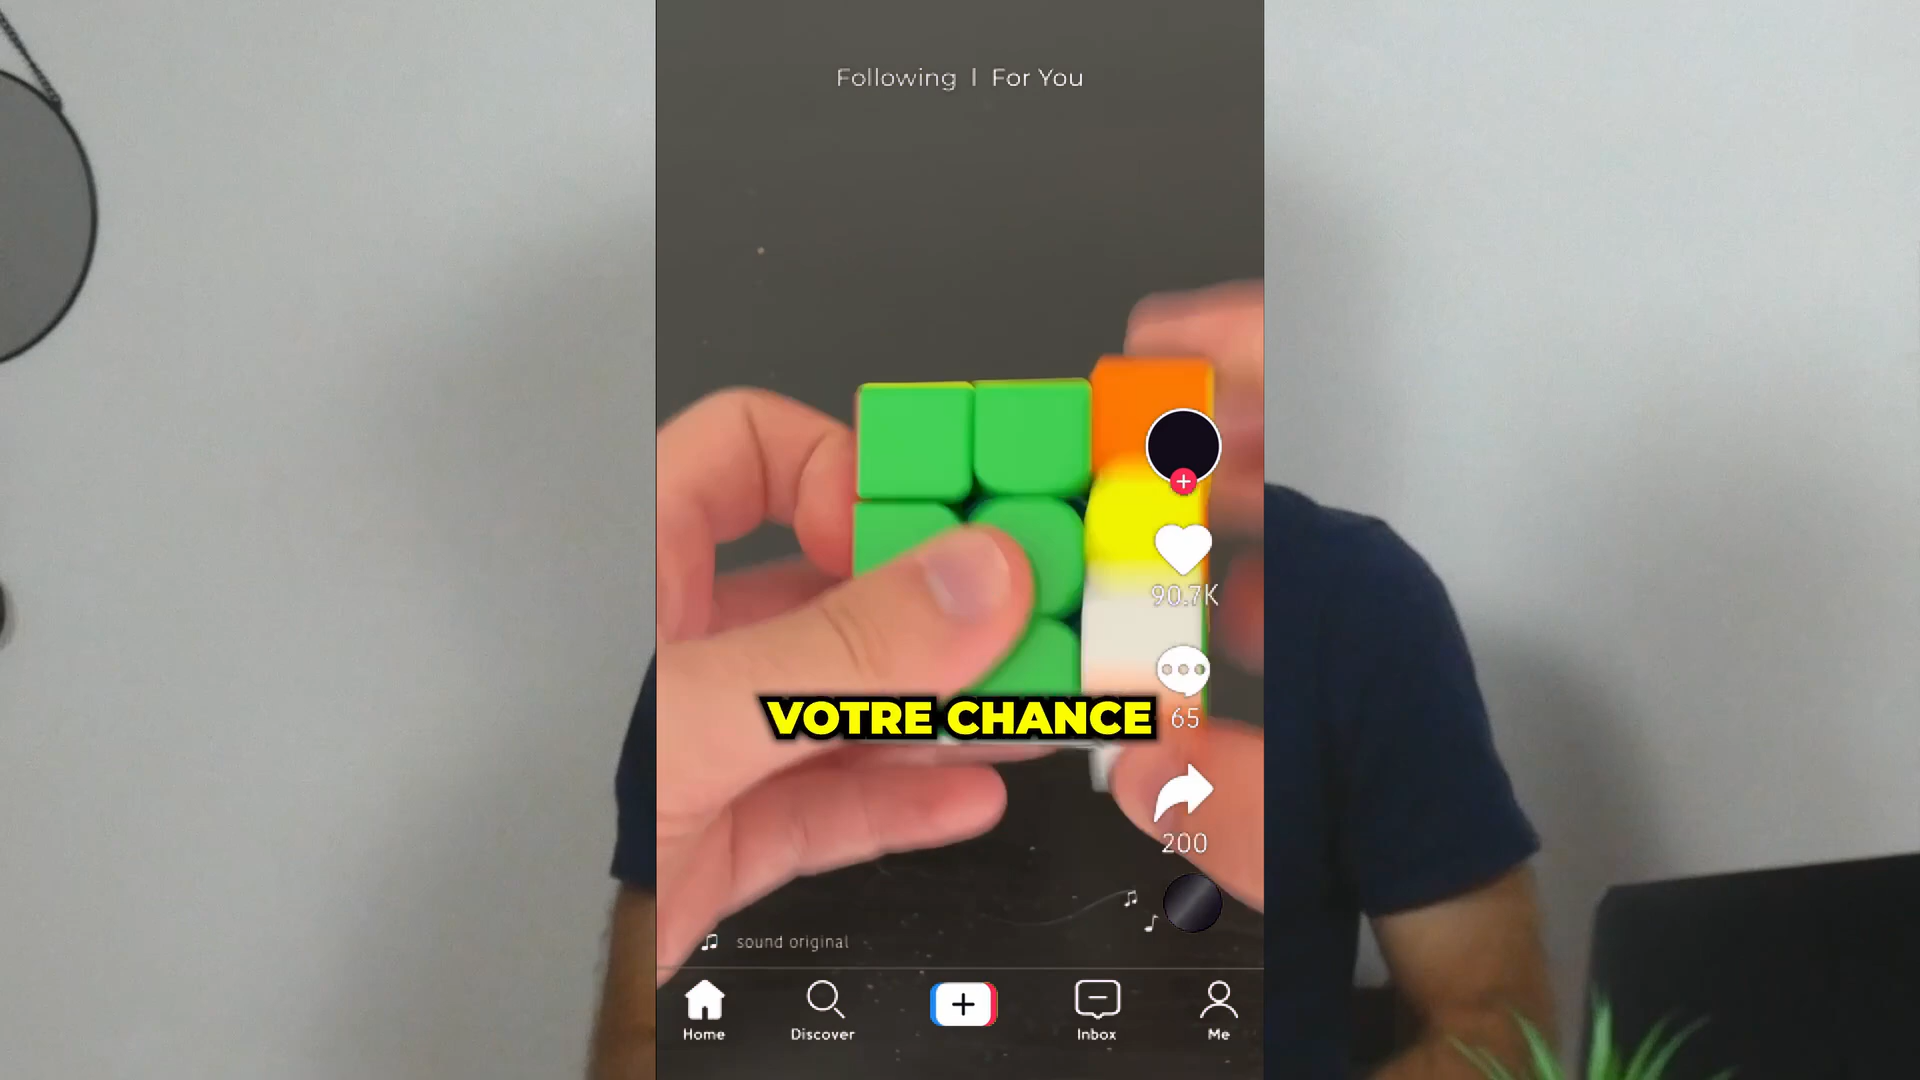 Following | For You
90.7K
VOTRE CHANCE
65
200
sound original
Home Discover Inbox Me